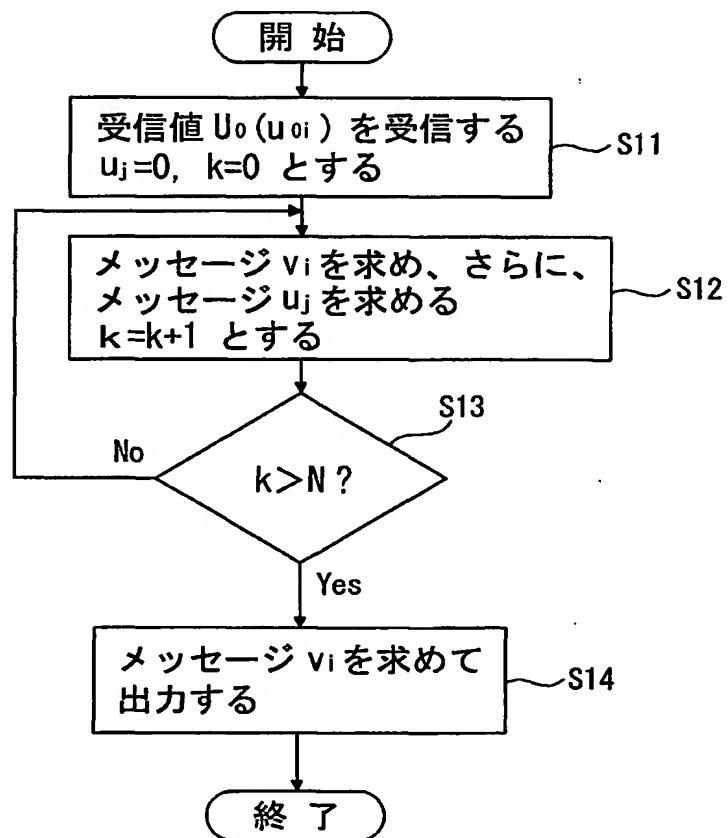 開始
受信値 U0(u0i) を受信する
uj=0, k=0 とする
S11
メッセージ vi を求め、さらに、
メッセージ uj を求める
k=k+1 とする
S12
S13
No
k>N?
Yes
メッセージ vi を求めて
出力する
S14
終了